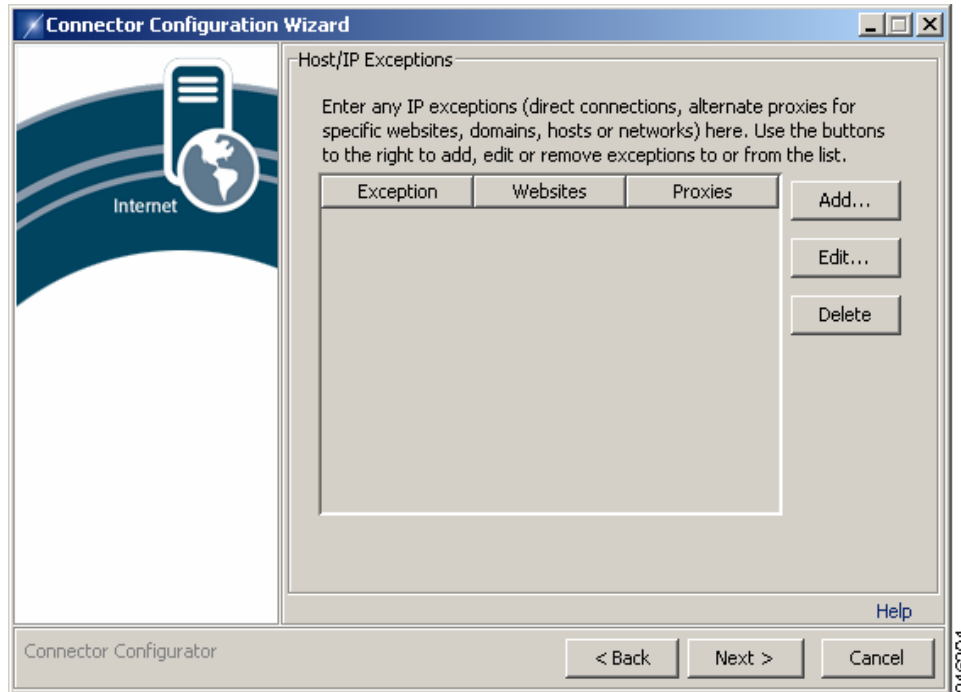 Connector Configuration Wizard
Host/IP Exceptions
Enter any IP exceptions (direct connections, alternate proxies for
specific websites, domains, hosts or networks) here. Use the buttons
to the right to add, edit or remove exceptions to or from the list.
Exception Websites Proxies
Add...
Edit...
Delete
Internet
Help
Connector Configurator
< Back Next > Cancel